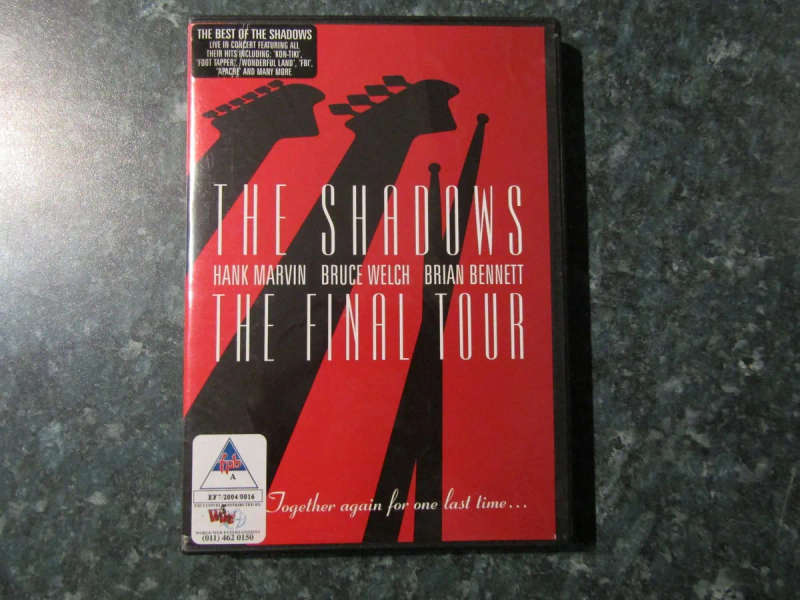 THE BEST OF THE SHADOWS
LIVE IN CONCERT FEATURING ALL
THEIR HITS INCLUDING: 'KON-TIKI',
'FOOT TAPPER', 'WONDERFUL LAND', 'FBI',
'APACHE' AND MANY MORE
THE SHADOWS
HANK MARVIN BRUCE WELCH BRIAN BENNETT
THE FINAL TOUR
Together again for one last time...
A
(011) 462 0150